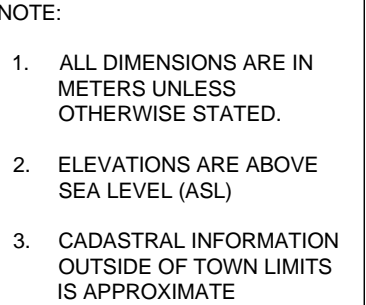 NOTE:
1. ALL DIMENSIONS ARE IN
METERS UNLESS
OTHERWISE STATED.
2. ELEVATIONS ARE ABOVE
SEA LEVEL (ASL)
3. CADASTRAL INFORMATION
OUTSIDE OF TOWN LIMITS
IS APPROXIMATE